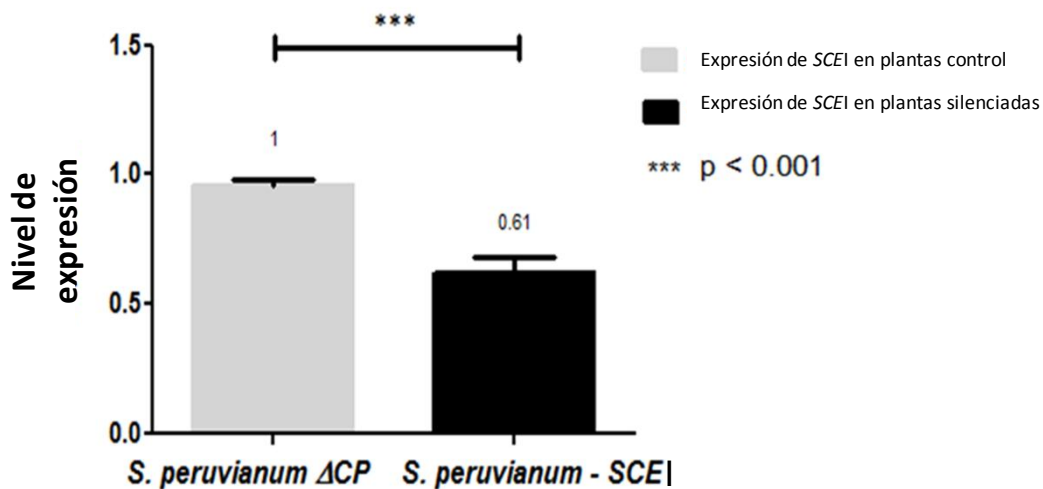 ***
1.5
1.0
0.5
0.0
Nivel de
expresión
1
0.61
S. peruvianum ΔCP
S. peruvianum - SCEI
Expresión de SCEI en plantas control
Expresión de SCEI en plantas silenciadas
*** p < 0.001